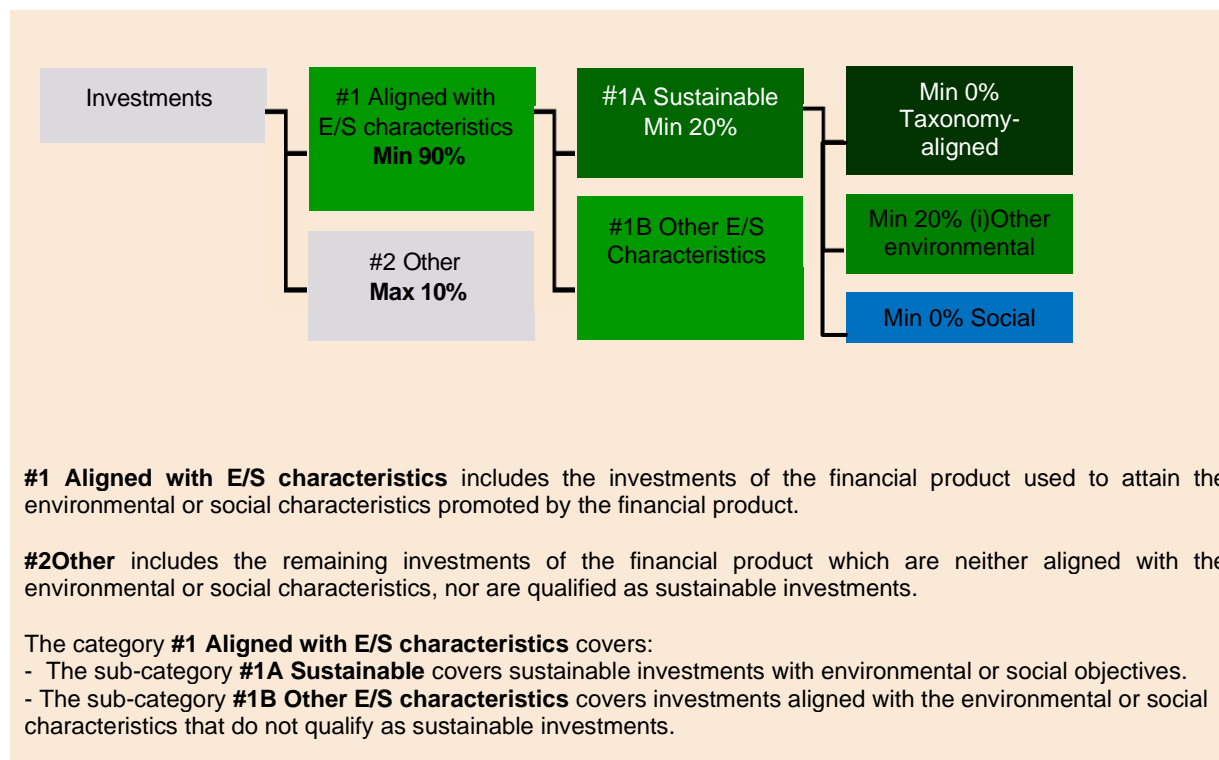 Investments
#1 Aligned with
E/S characteristics
Min 90%
#2 Other
Max 10%
#1A Sustainable
Min 20%
#1B Other E/S
Characteristics
Min 0%
Taxonomy-
aligned
Min 20% (i)Other
environmental
Min 0% Social
#1 Aligned with E/S characteristics includes the investments of the financial product used to attain the
environmental or social characteristics promoted by the financial product.
#2Other includes the remaining investments of the financial product which are neither aligned with the
environmental or social characteristics, nor are qualified as sustainable investments.
The category #1 Aligned with E/S characteristics covers:
- The sub-category #1A Sustainable covers sustainable investments with environmental or social objectives.
- The sub-category #1B Other E/S characteristics covers investments aligned with the environmental or social
characteristics that do not qualify as sustainable investments.